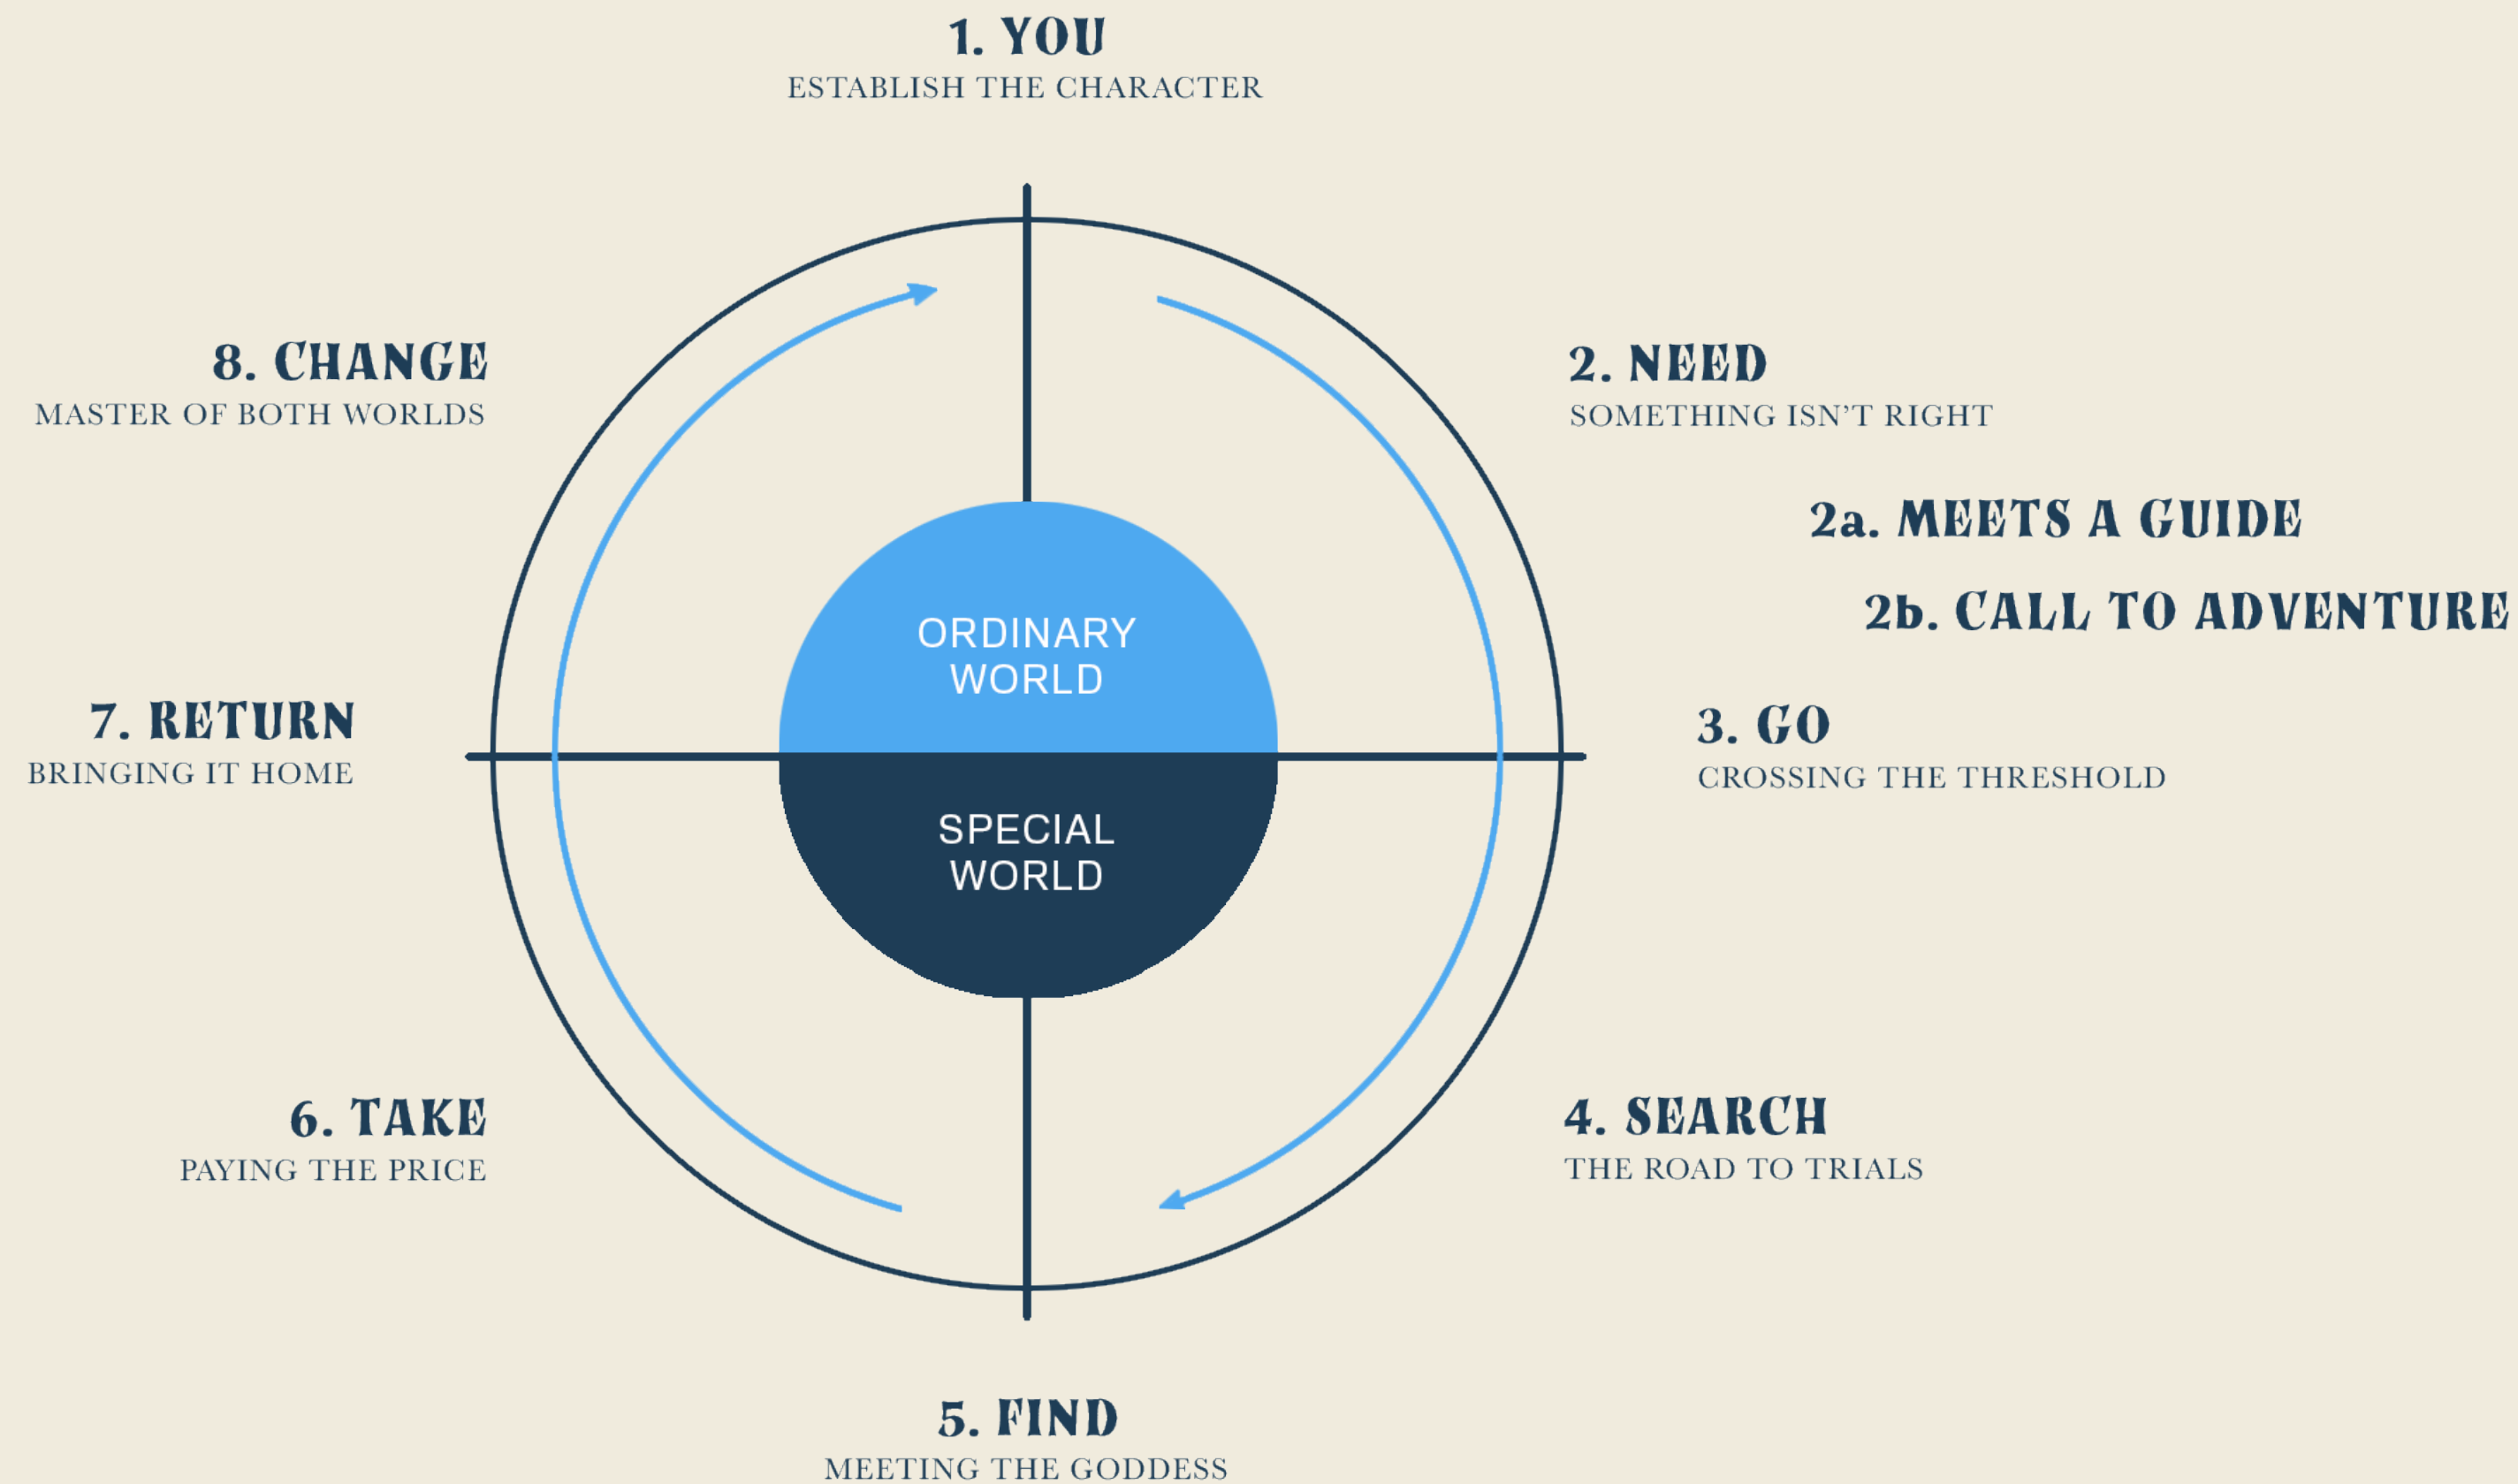 1. YOU
ESTABLISH THE CHARACTER
2. NEED
SOMETHING ISN'T RIGHT
2a. MEETS A GUIDE
2b. CALL TO ADVENTURE
3. GO
CROSSING THE THRESHOLD
4. SEARCH
THE ROAD TO TRIALS
5. FIND
MEETING THE GODDESS
6. TAKE
PAYING THE PRICE
7. RETURN
BRINGING IT HOME
8. CHANGE
MASTER OF BOTH WORLDS
ORDINARY
WORLD
SPECIAL
WORLD